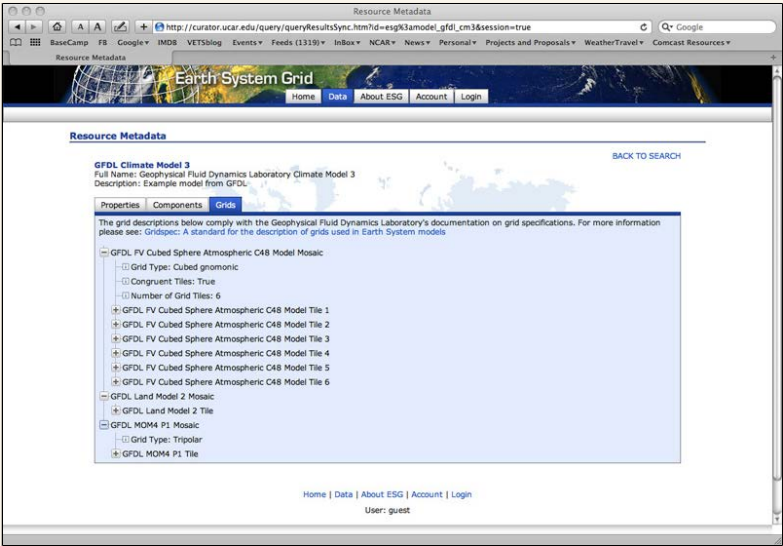 Resource Metadata
http://curator.ucar.edu/query/queryResultsSync.htm?id=esg%3amodel_gfdl_cm3&session=true
Google
BaseCamp FB Google IMDB VETSblog Events Feeds (1319) InBox NCAR News Personal Projects and Proposals WeatherTravel Comcast Resources
Resource Metadata
Earth System Grid
Home Data About ESG Account Login
Resource Metadata
BACK TO SEARCH
GFDL Climate Model 3
Full Name: Geophysical Fluid Dynamics Laboratory Climate Model 3
Description: Example model from GFDL
Properties Components Grids
The grid descriptions below comply with the Geophysical Fluid Dynamics Laboratory's documentation on grid specifications. For more information
please see: Gridspec: A standard for the description of grids used in Earth System models
GFDL FV Cubed Sphere Atmospheric C48 Model Mosaic
Grid Type: Cubed gnomonic
Congruent Tiles: True
Number of Grid Tiles: 6
GFDL FV Cubed Sphere Atmospheric C48 Model Tile 1
GFDL FV Cubed Sphere Atmospheric C48 Model Tile 2
GFDL FV Cubed Sphere Atmospheric C48 Model Tile 3
GFDL FV Cubed Sphere Atmospheric C48 Model Tile 4
GFDL FV Cubed Sphere Atmospheric C48 Model Tile 5
GFDL FV Cubed Sphere Atmospheric C48 Model Tile 6
GFDL Land Model 2 Mosaic
GFDL Land Model 2 Tile
GFDL MOM4 P1 Mosaic
Grid Type: Tripolar
GFDL MOM4 P1 Tile
Home | Data | About ESG | Account | Login
User: guest